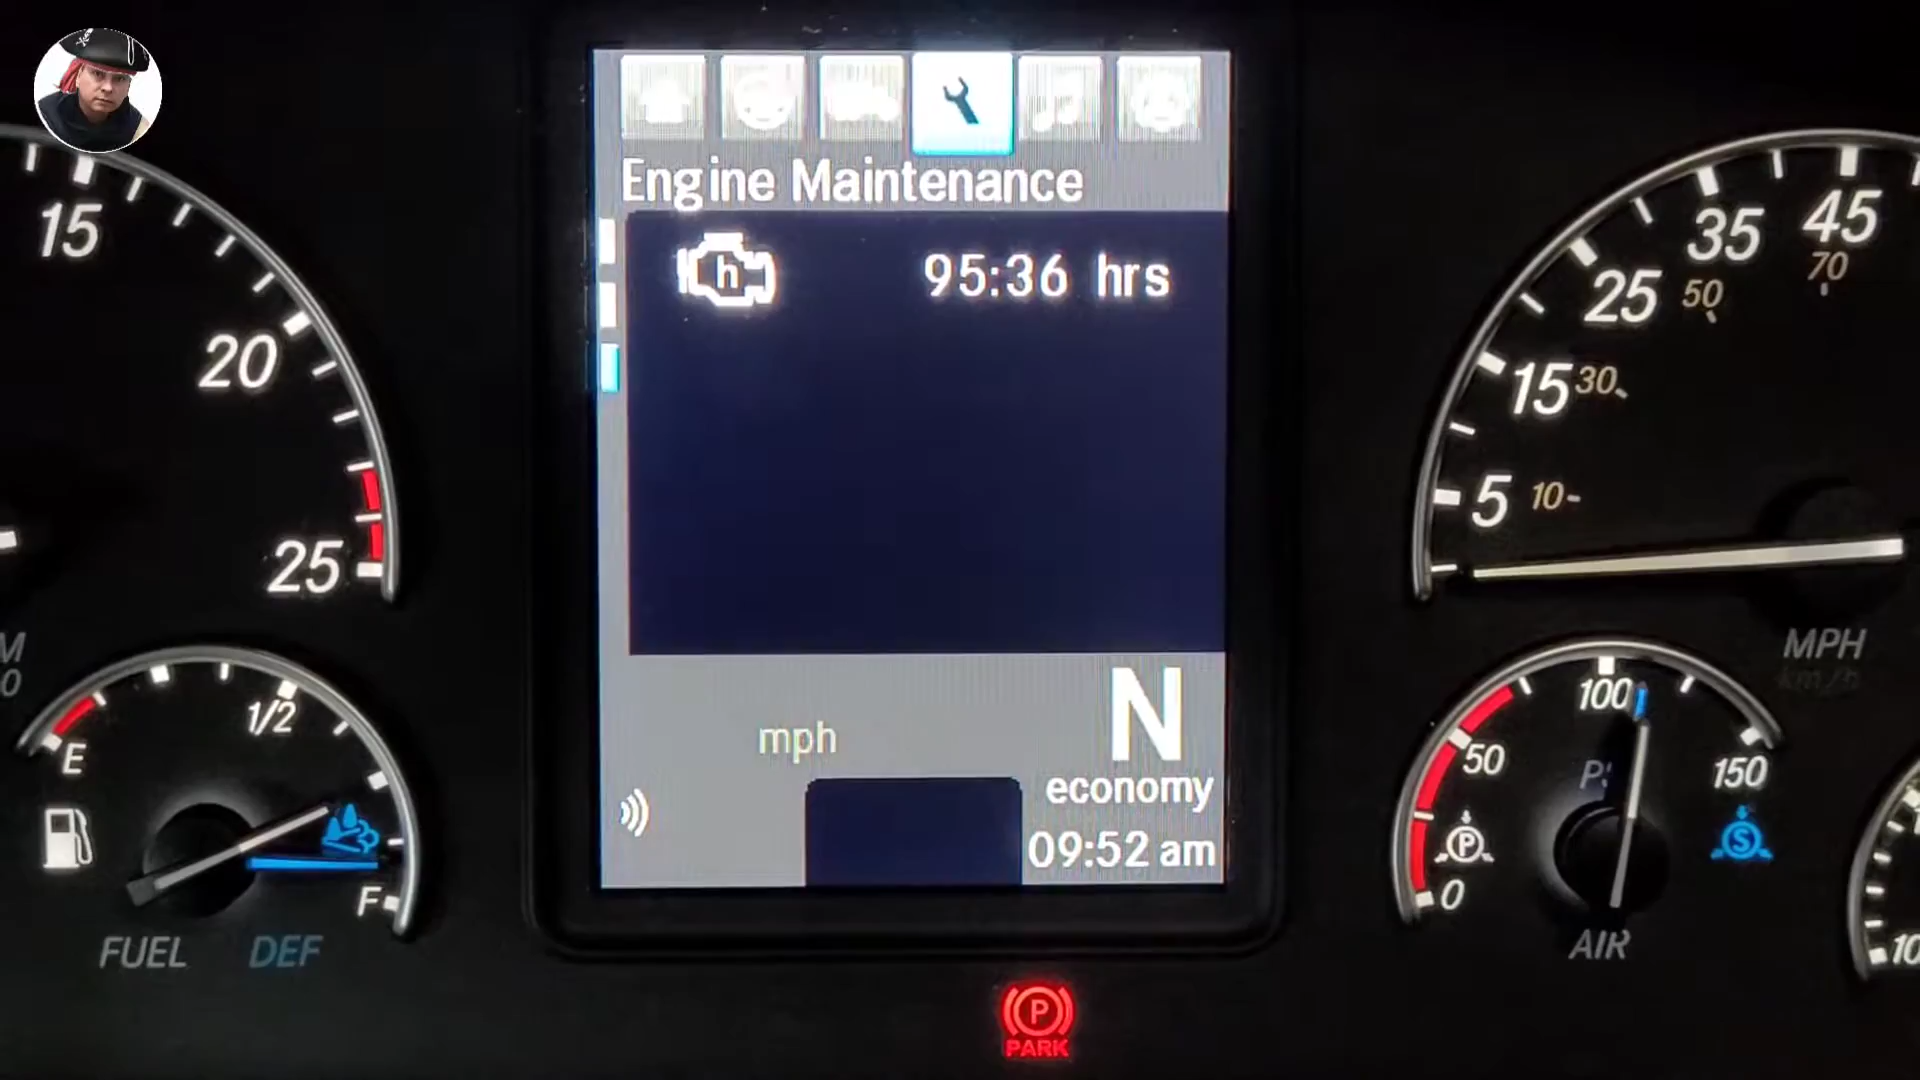 Engine Maintenance
h
95:36 hrs
N
mph
economy
09:52 am
15
20
25
E
1/2
F
FUEL
DEF
5
15
25
35
45
10
30
50
70
MPH
km/h
0
50
100
150
P
S
AIR
P
PARK